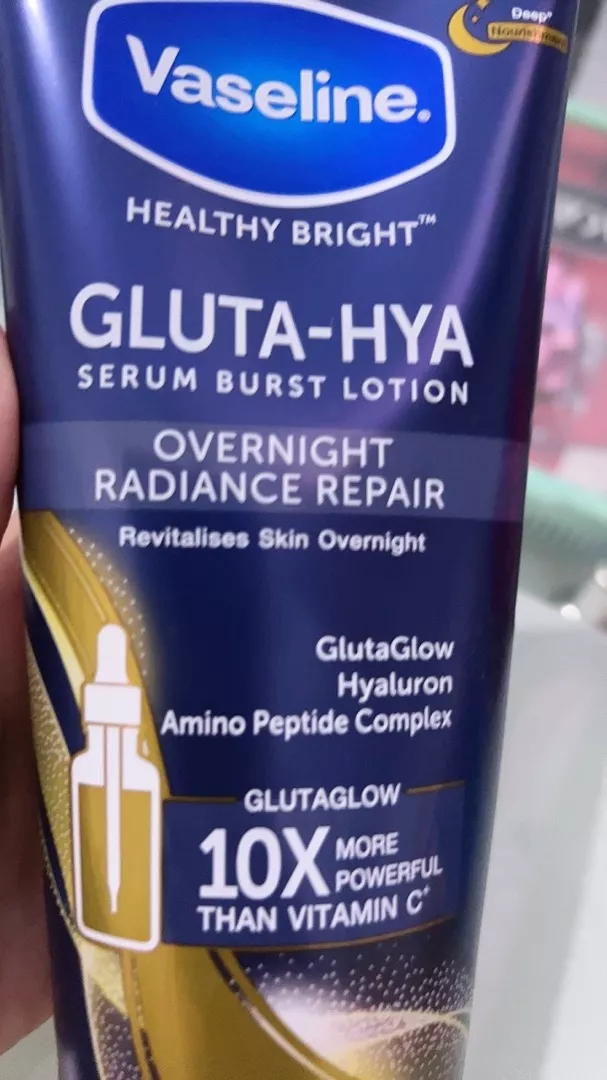 Deep*
Vaseline.
HEALTHY BRIGHT™
GLUTA-HYA
SERUM BURST LOTION
OVERNIGHT
RADIANCE REPAIR
Revitalises Skin Overnight
GlutaGlow
Hyaluron
Amino Peptide Complex
GLUTAGLOW
10X MORE
POWERFUL
THAN VITAMIN C⁺